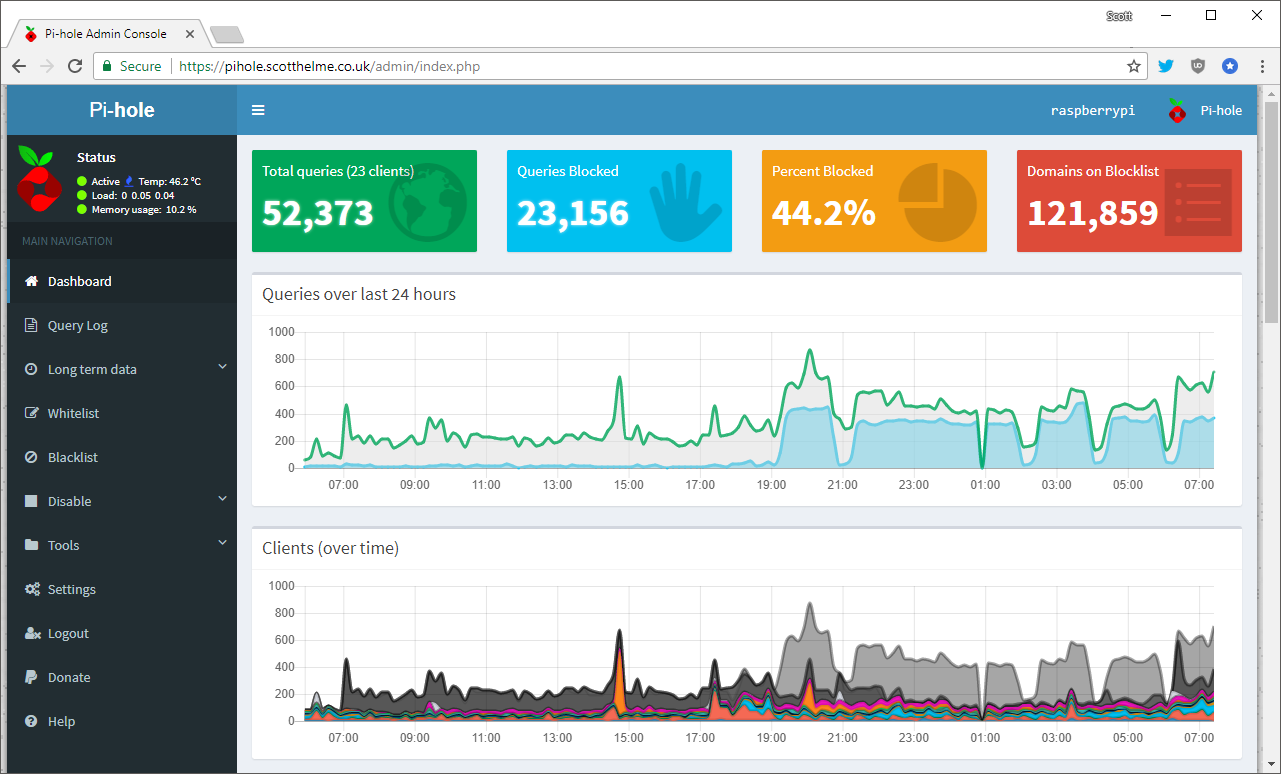 Scott
Pi-hole Admin Console
Secure https://pihole.scotthelme.co.uk/admin/index.php
Pi-hole
raspberrypi Pi-hole
Status
Active Temp: 46.2 °C
Load: 0 0.05 0.04
Memory usage: 10.2 %
MAIN NAVIGATION
Dashboard
Query Log
Long term data
Whitelist
Blacklist
Disable
Tools
Settings
Logout
Donate
Help
Total queries (23 clients)
52,373
Queries Blocked
23,156
Percent Blocked
44.2%
Domains on Blocklist
121,859
Queries over last 24 hours
1000
800
600
400
200
0
07:00 09:00 11:00 13:00 15:00 17:00 19:00 21:00 23:00 01:00 03:00 05:00 07:00
Clients (over time)
1000
800
600
400
200
0
07:00 09:00 11:00 13:00 15:00 17:00 19:00 21:00 23:00 01:00 03:00 05:00 07:00